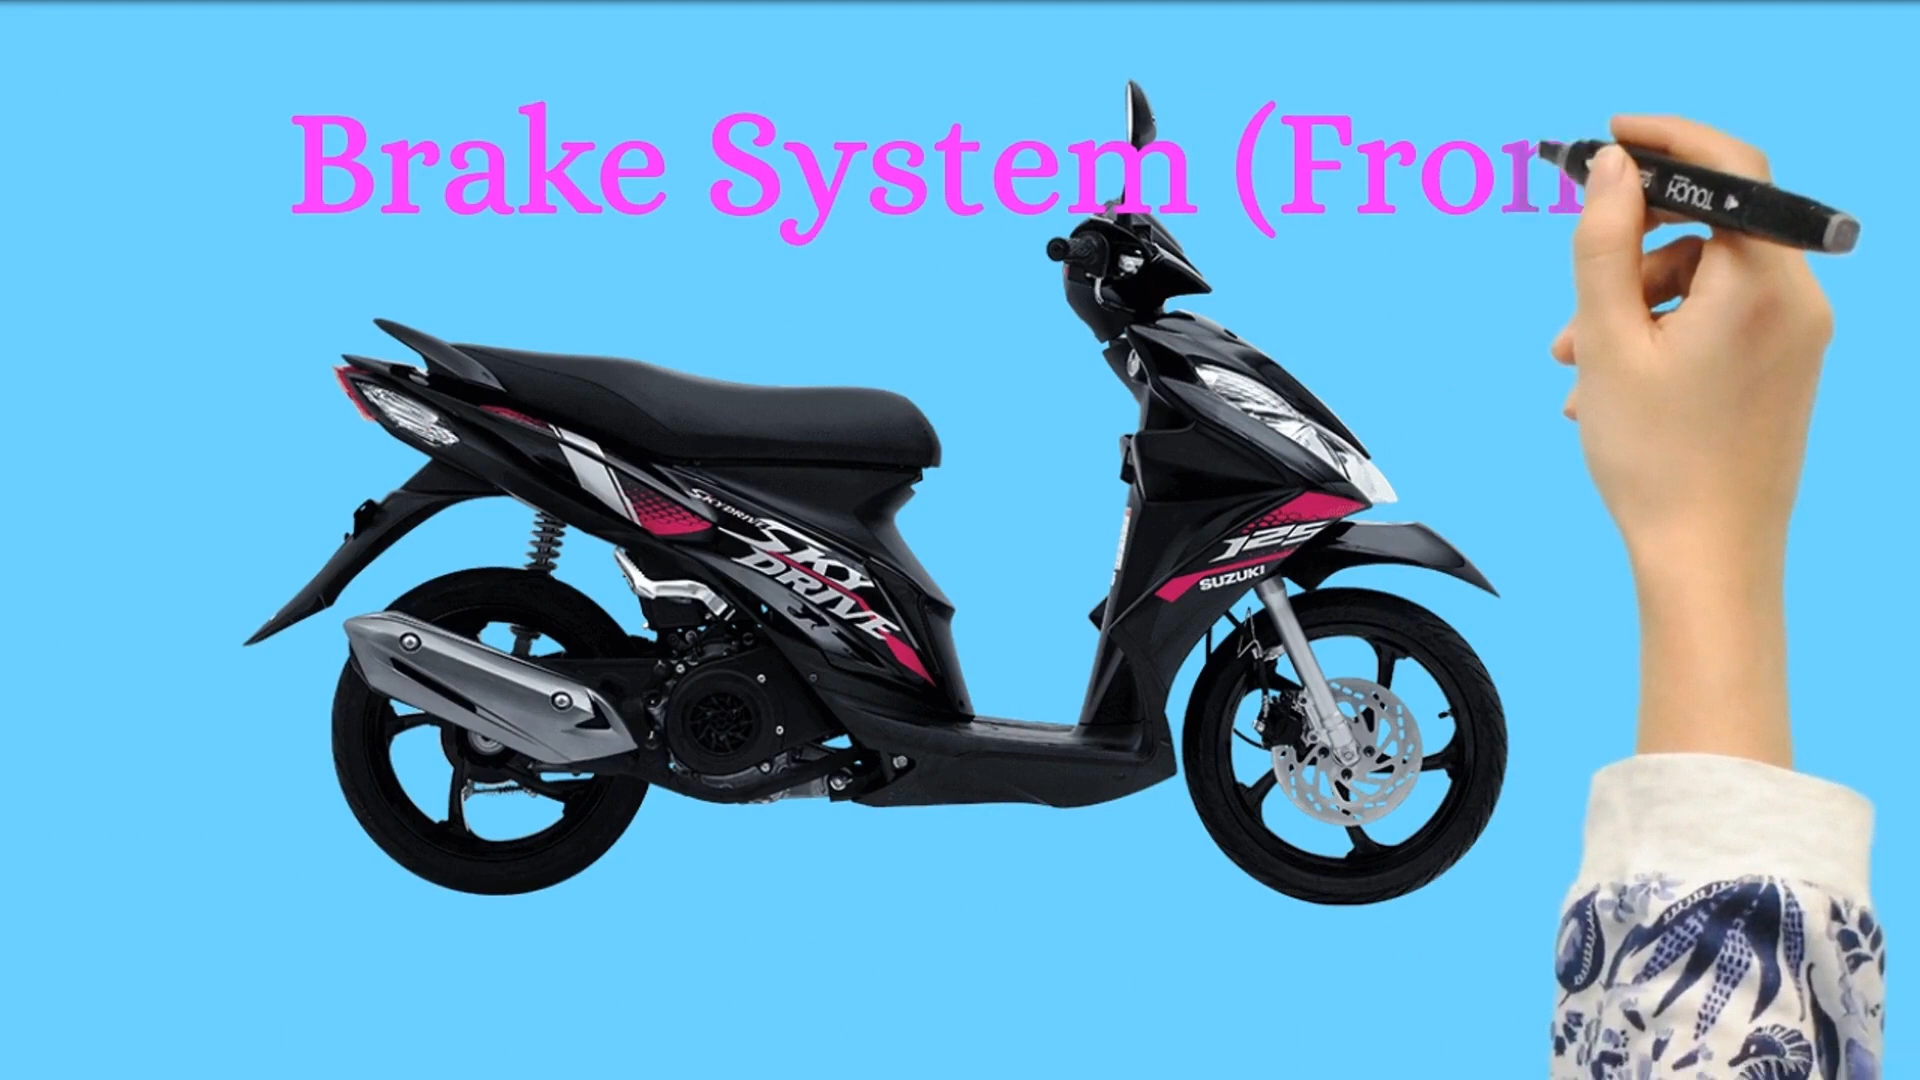 Brake System (Fron
TOUCH
SKYDRIVE
SKY
DRIVE
125
SUZUKI